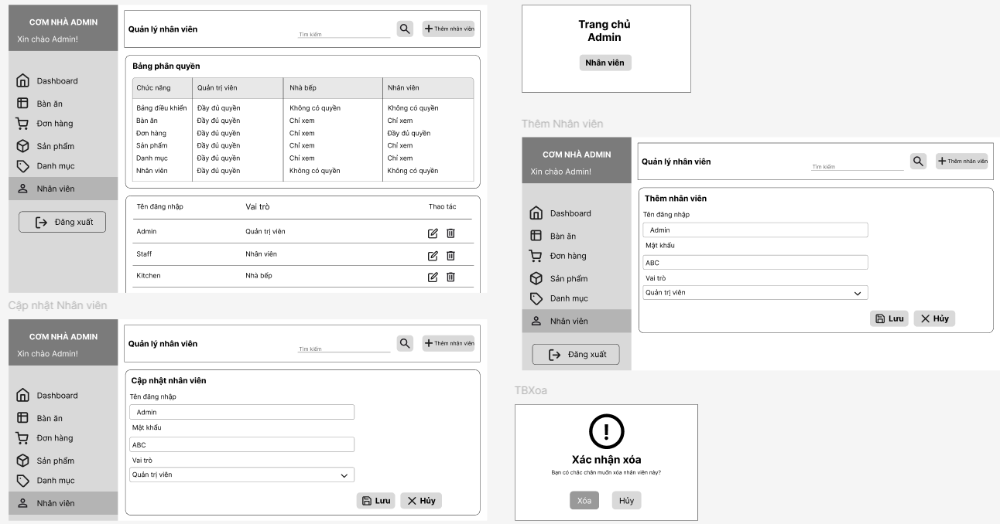 CƠM NHÀ ADMIN
Xin chào Admin!
Dashboard
Bàn ăn
Đơn hàng
Sản phẩm
Danh mục
Nhân viên
Đăng xuất
Quản lý nhân viên
Tìm kiếm
Thêm nhân viên
Bảng phân quyền
Chức năng Quản trị viên Nhà bếp Nhân viên
Bảng điều khiển Đầy đủ quyền Không có quyền Không có quyền
Bàn ăn Đầy đủ quyền Chỉ xem Chỉ xem
Đơn hàng Đầy đủ quyền Chỉ xem Đầy đủ quyền
Sản phẩm Đầy đủ quyền Chỉ xem Chỉ xem
Danh mục Đầy đủ quyền Chỉ xem Chỉ xem
Nhân viên Đầy đủ quyền Không có quyền Không có quyền
Tên đăng nhập Vai trò Thao tác
Admin Quản trị viên
Staff Nhân viên
Kitchen Nhà bếp
Trang chủ
Admin
Nhân viên
Thêm Nhân viên
CƠM NHÀ ADMIN
Xin chào Admin!
Dashboard
Bàn ăn
Đơn hàng
Sản phẩm
Danh mục
Nhân viên
Đăng xuất
Quản lý nhân viên
Tìm kiếm
Thêm nhân viên
Thêm nhân viên
Tên đăng nhập
Admin
Mật khẩu
ABC
Vai trò
Quản trị viên
Lưu Hủy
Cập nhật Nhân viên
CƠM NHÀ ADMIN
Xin chào Admin!
Dashboard
Bàn ăn
Đơn hàng
Sản phẩm
Danh mục
Nhân viên
Quản lý nhân viên
Tìm kiếm
Thêm nhân viên
Cập nhật nhân viên
Tên đăng nhập
Admin
Mật khẩu
ABC
Vai trò
Quản trị viên
Lưu Hủy
TBXoa
Xác nhận xóa
Bạn có chắc chắn muốn xóa nhân viên này?
Xóa Hủy